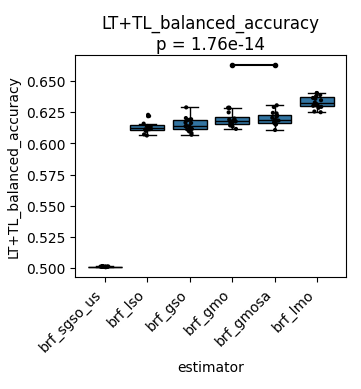 LT+TL_balanced_accuracy
p = 1.76e-14
LT+TL_balanced_accuracy
0.650
0.625
0.600
0.575
0.550
0.525
0.500
brf_sgso_us
brf_lso
brf_gso
brf_gmo
brf_gmosa
brf_lmo
estimator